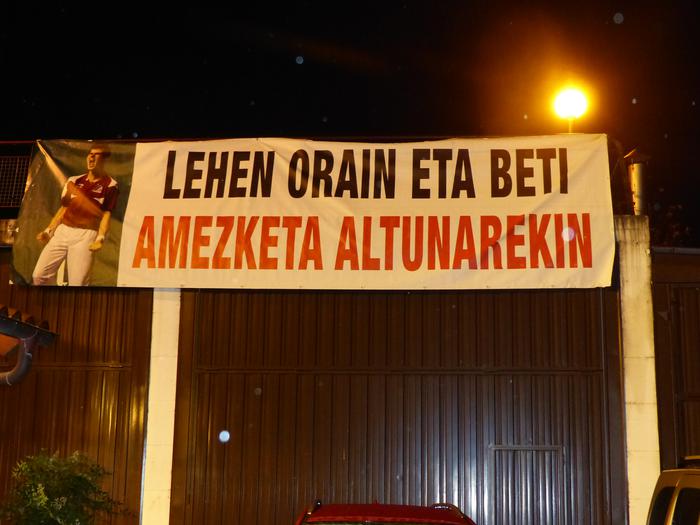 LEHEN ORAIN ETA BETI
AMEZKETA ALTUNAREKIN